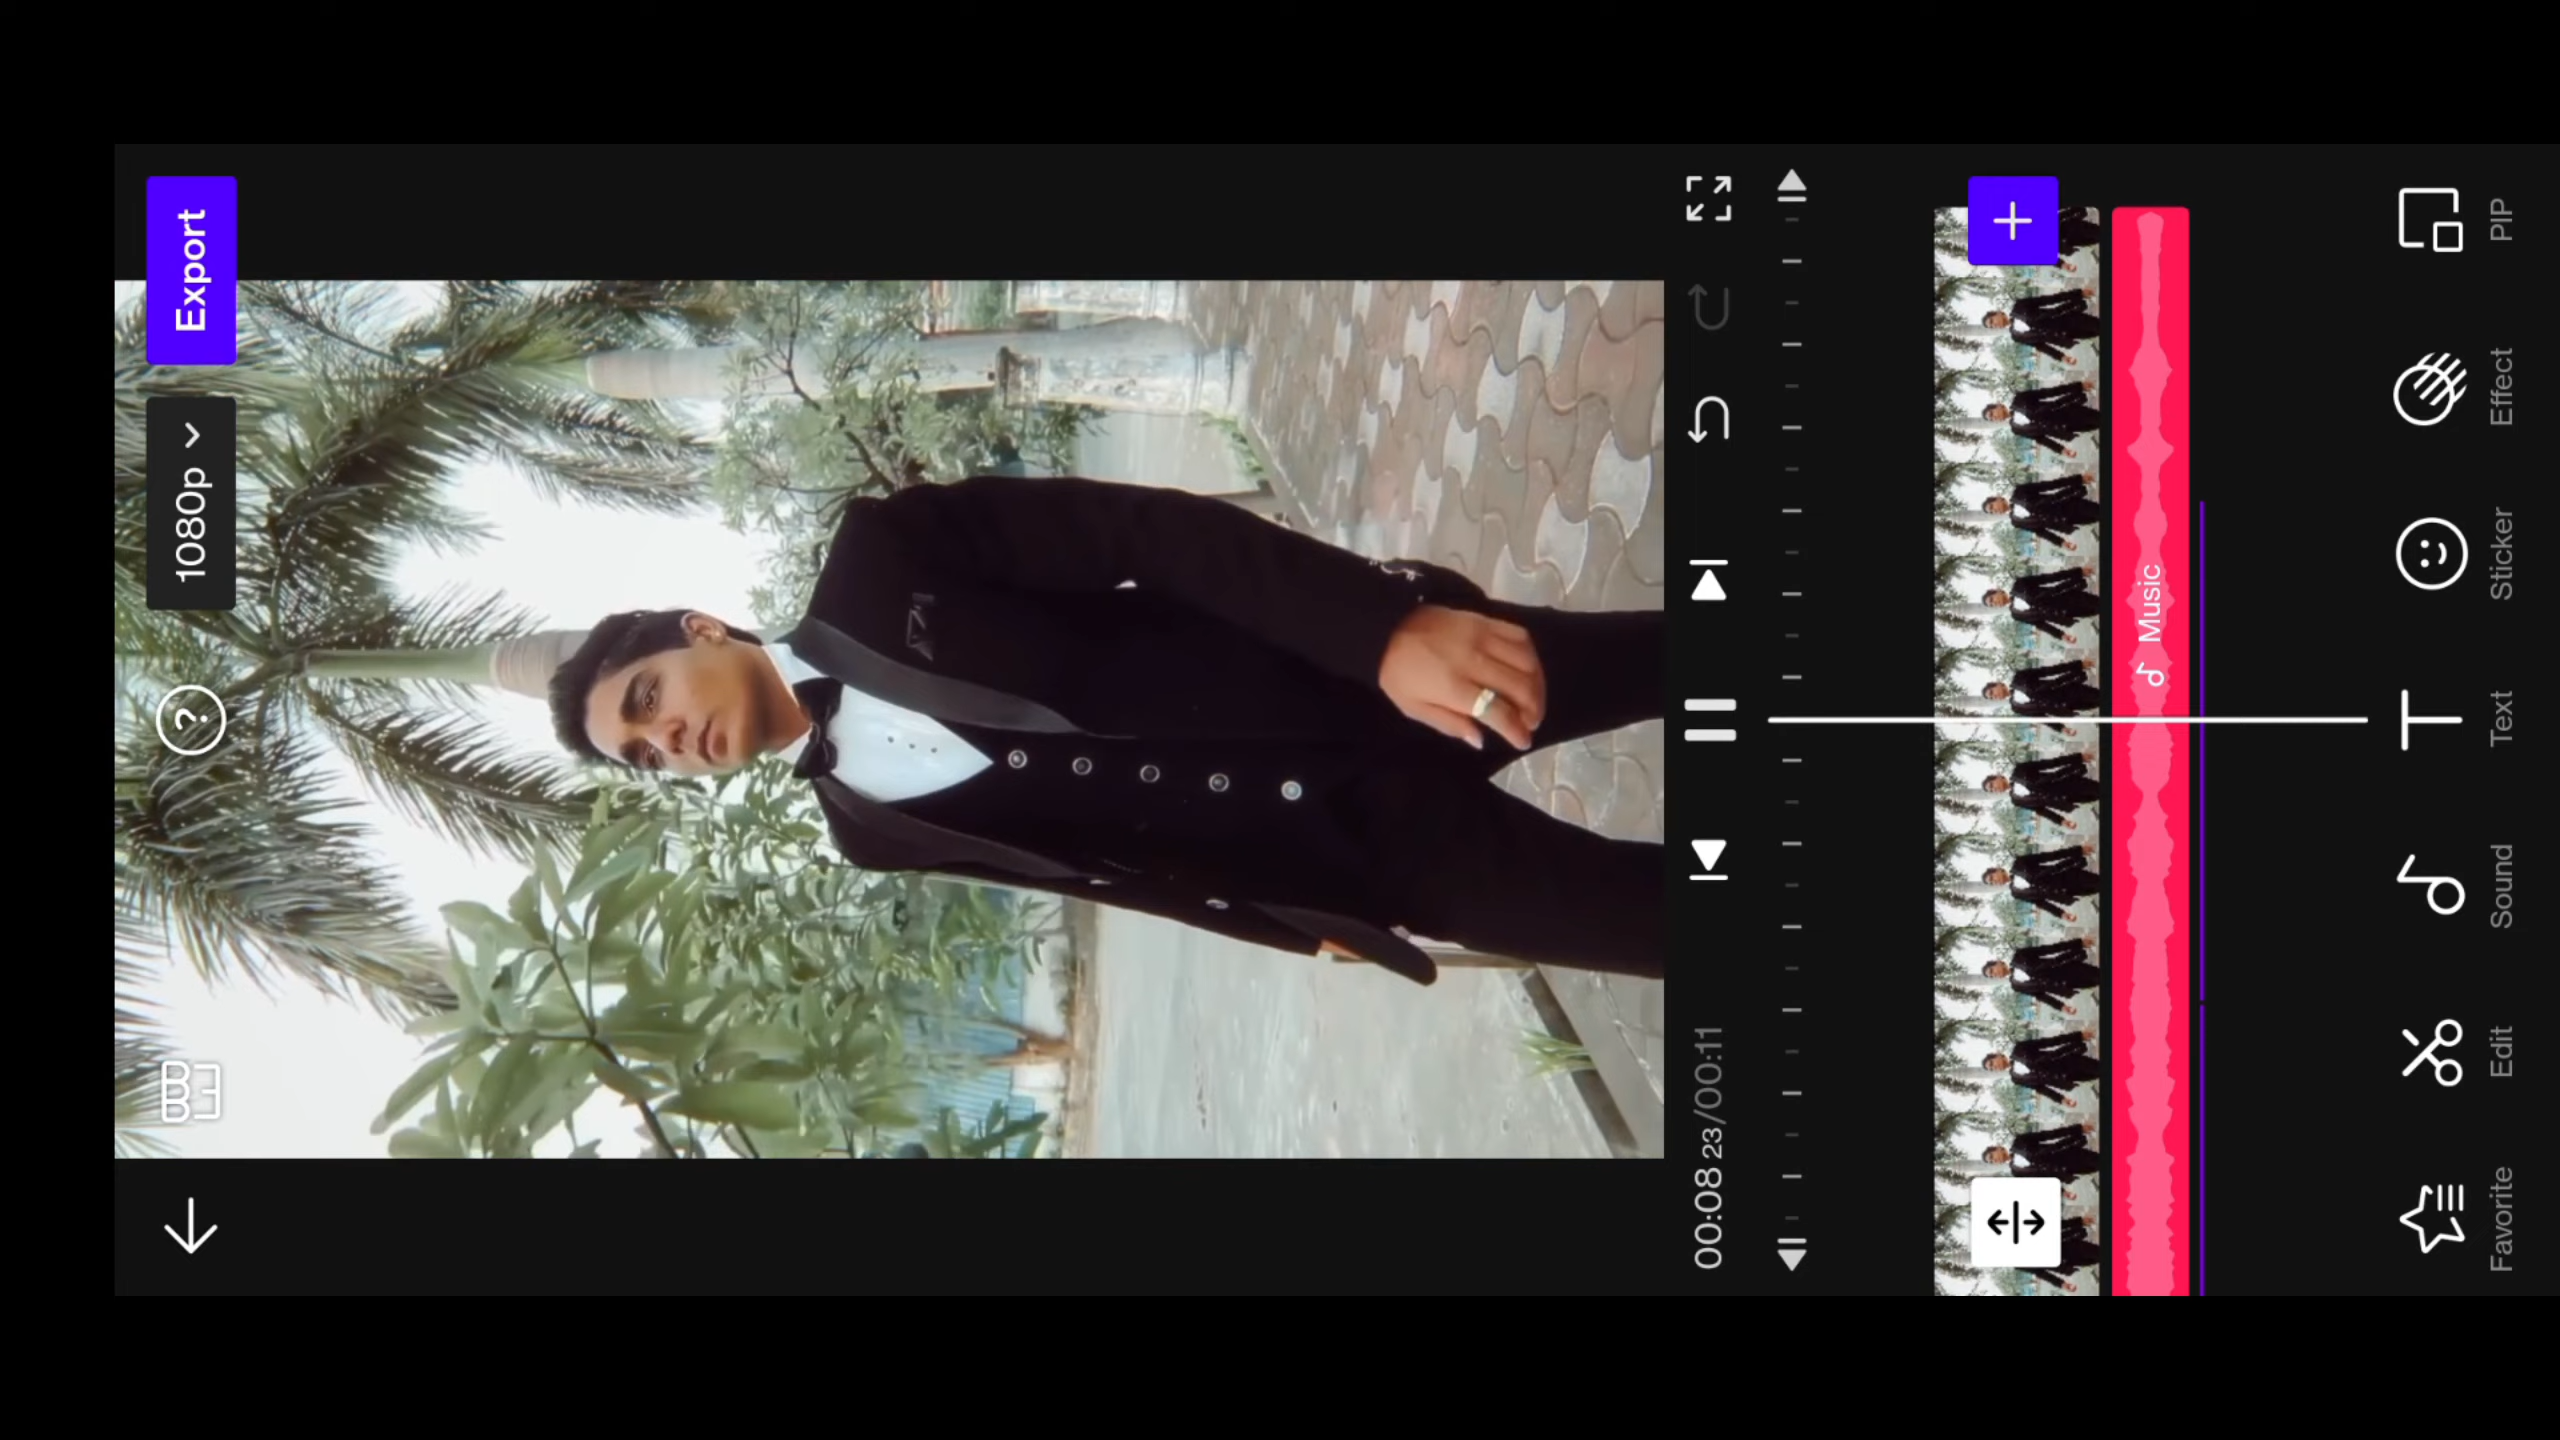 1080p
Export
00:08 23/00:11
Music
Favorite
Edit
Sound
Text
Sticker
Effect
PIP